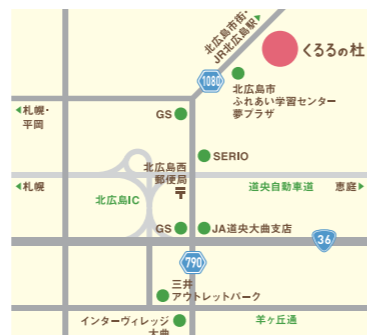 北広島市街・
JR北広島駅
くるるの杜
1080
北広島市
ふれあい学習センター
夢プラザ
札幌・
平岡
GS
SERIO
北広島西
郵便局
〒
札幌
道央自動車道
恵庭
北広島IC
GS
JA道央大曲支店
36
790
三井
アウトレットパーク
インターヴィレッジ
大曲
羊ヶ丘通